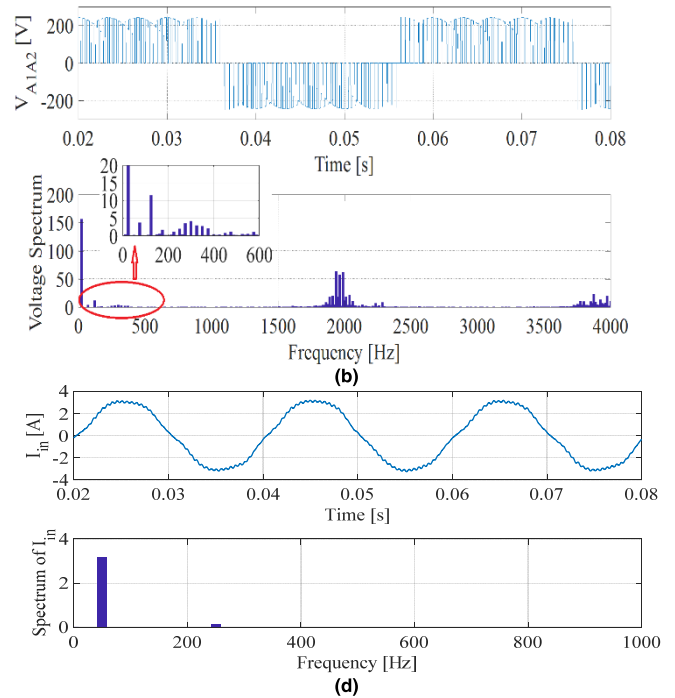 V_A1A2 [V]
200
0
-200
0.02 0.03 0.04 0.05 0.06 0.07 0.08
Time [s]
Voltage Spectrum
200
150
100
50
0
20
15
10
5
0
0 200 400 600
0 500 1000 1500 2000 2500 3000 3500 4000
Frequency [Hz]
(b)
I_in [A]
4
2
0
-2
-4
0.02 0.03 0.04 0.05 0.06 0.07 0.08
Time [s]
Spectrum of I_in
4
2
0
0 200 400 600 800 1000
Frequency [Hz]
(d)